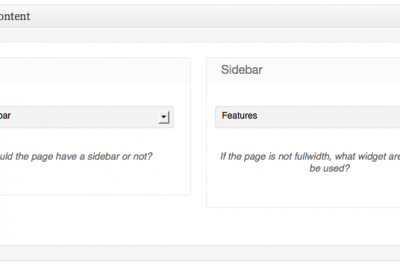 ontent
Sidebar
bar
Features
uld the page have a sidebar or not?
If the page is not fullwidth, what widget are
be used?